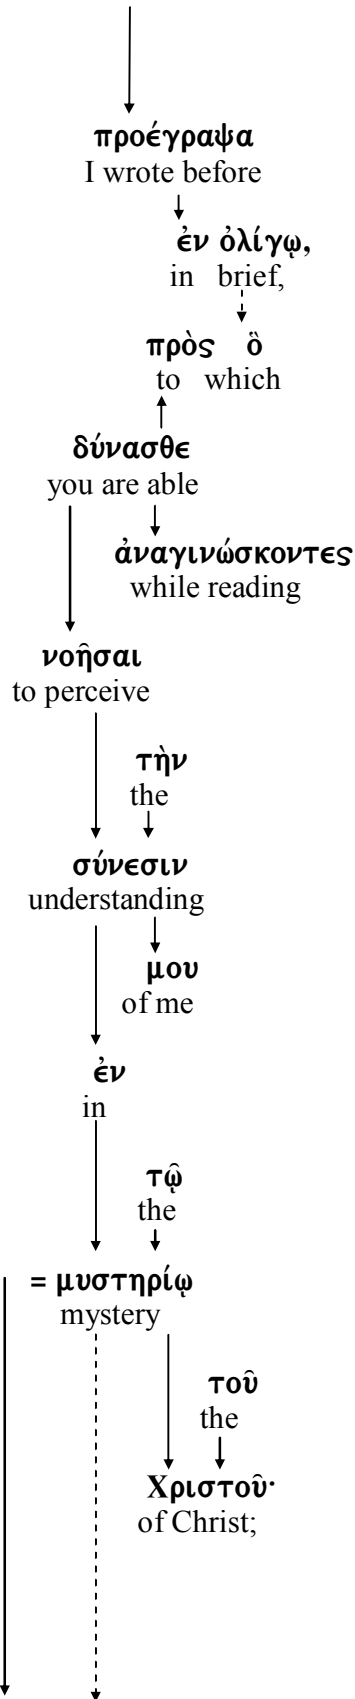 προέγραψα
I wrote before
ἐν ὀλίγῳ,
in brief,
πρὸς ὃ
to which
δύνασθε
you are able
ἀναγινώσκοντες
while reading
νοῆσαι
to perceive
τὴν
the
σύνεσιν
understanding
μου
of me
ἐν
in
τῷ
the
= μυστηρίῳ
mystery
τοῦ
the
Χριστοῦ·
of Christ;